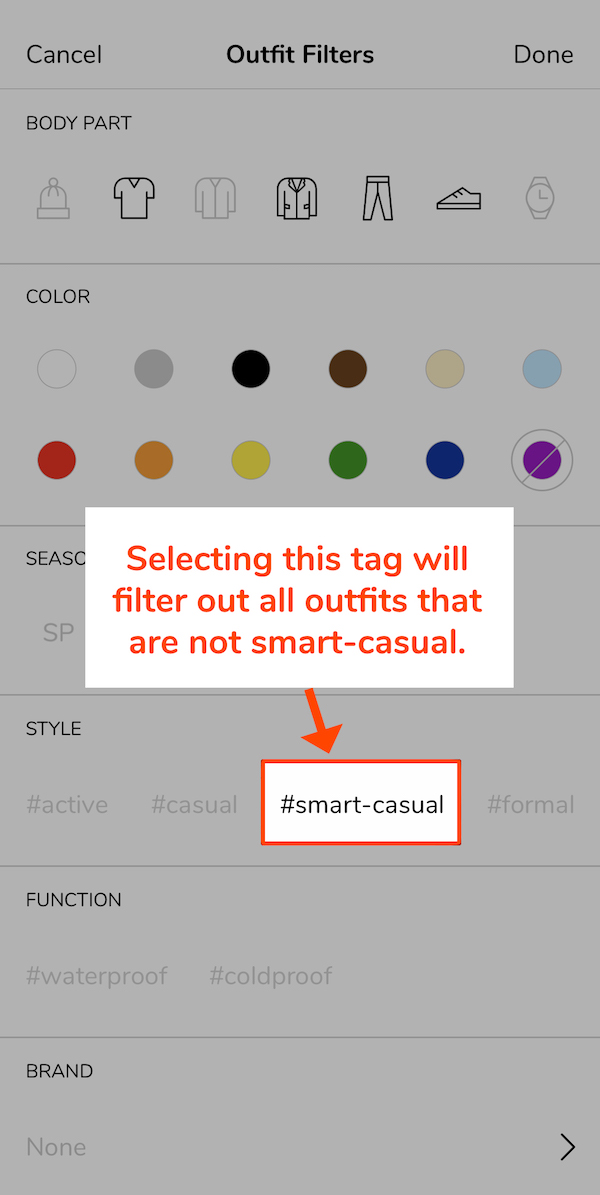 Cancel Outfit Filters Done
BODY PART
COLOR
SEASO
Selecting this tag will
filter out all outfits that
are not smart-casual.
SP
STYLE
#active #casual #smart-casual #formal
FUNCTION
#waterproof #coldproof
BRAND
None